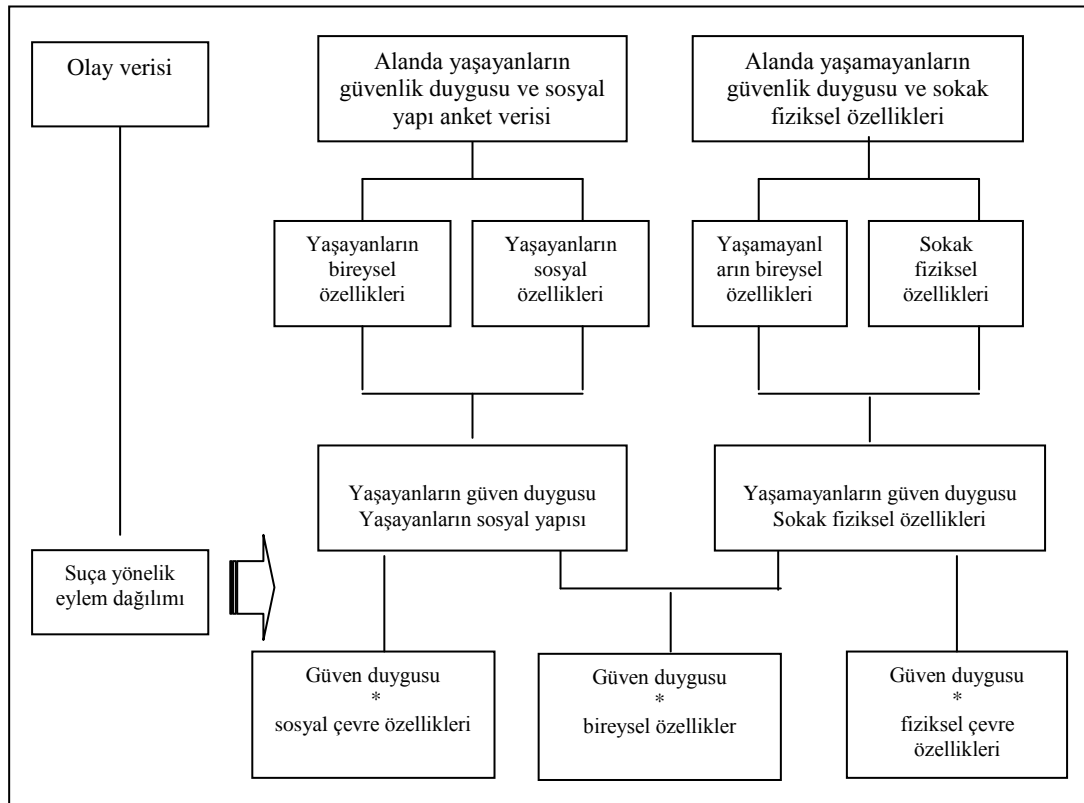 Olay verisi
Alanda yaşayanların
güvenlik duygusu ve sosyal
yapı anket verisi
Alanda yaşamayanların
güvenlik duygusu ve sokak
fiziksel özellikleri
Yaşayanların
bireysel
özellikleri
Yaşayanların
sosyal
özellikleri
Yaşamayanl
arın bireysel
özellikleri
Sokak
fiziksel
özellikleri
Yaşayanların güven duygusu
Yaşayanların sosyal yapısı
Yaşamayanların güven duygusu
Sokak fiziksel özellikleri
Suça yönelik
eylem dağılımı
Güven duygusu
*
sosyal çevre özellikleri
Güven duygusu
*
bireysel özellikler
Güven duygusu
*
fiziksel çevre
özellikleri